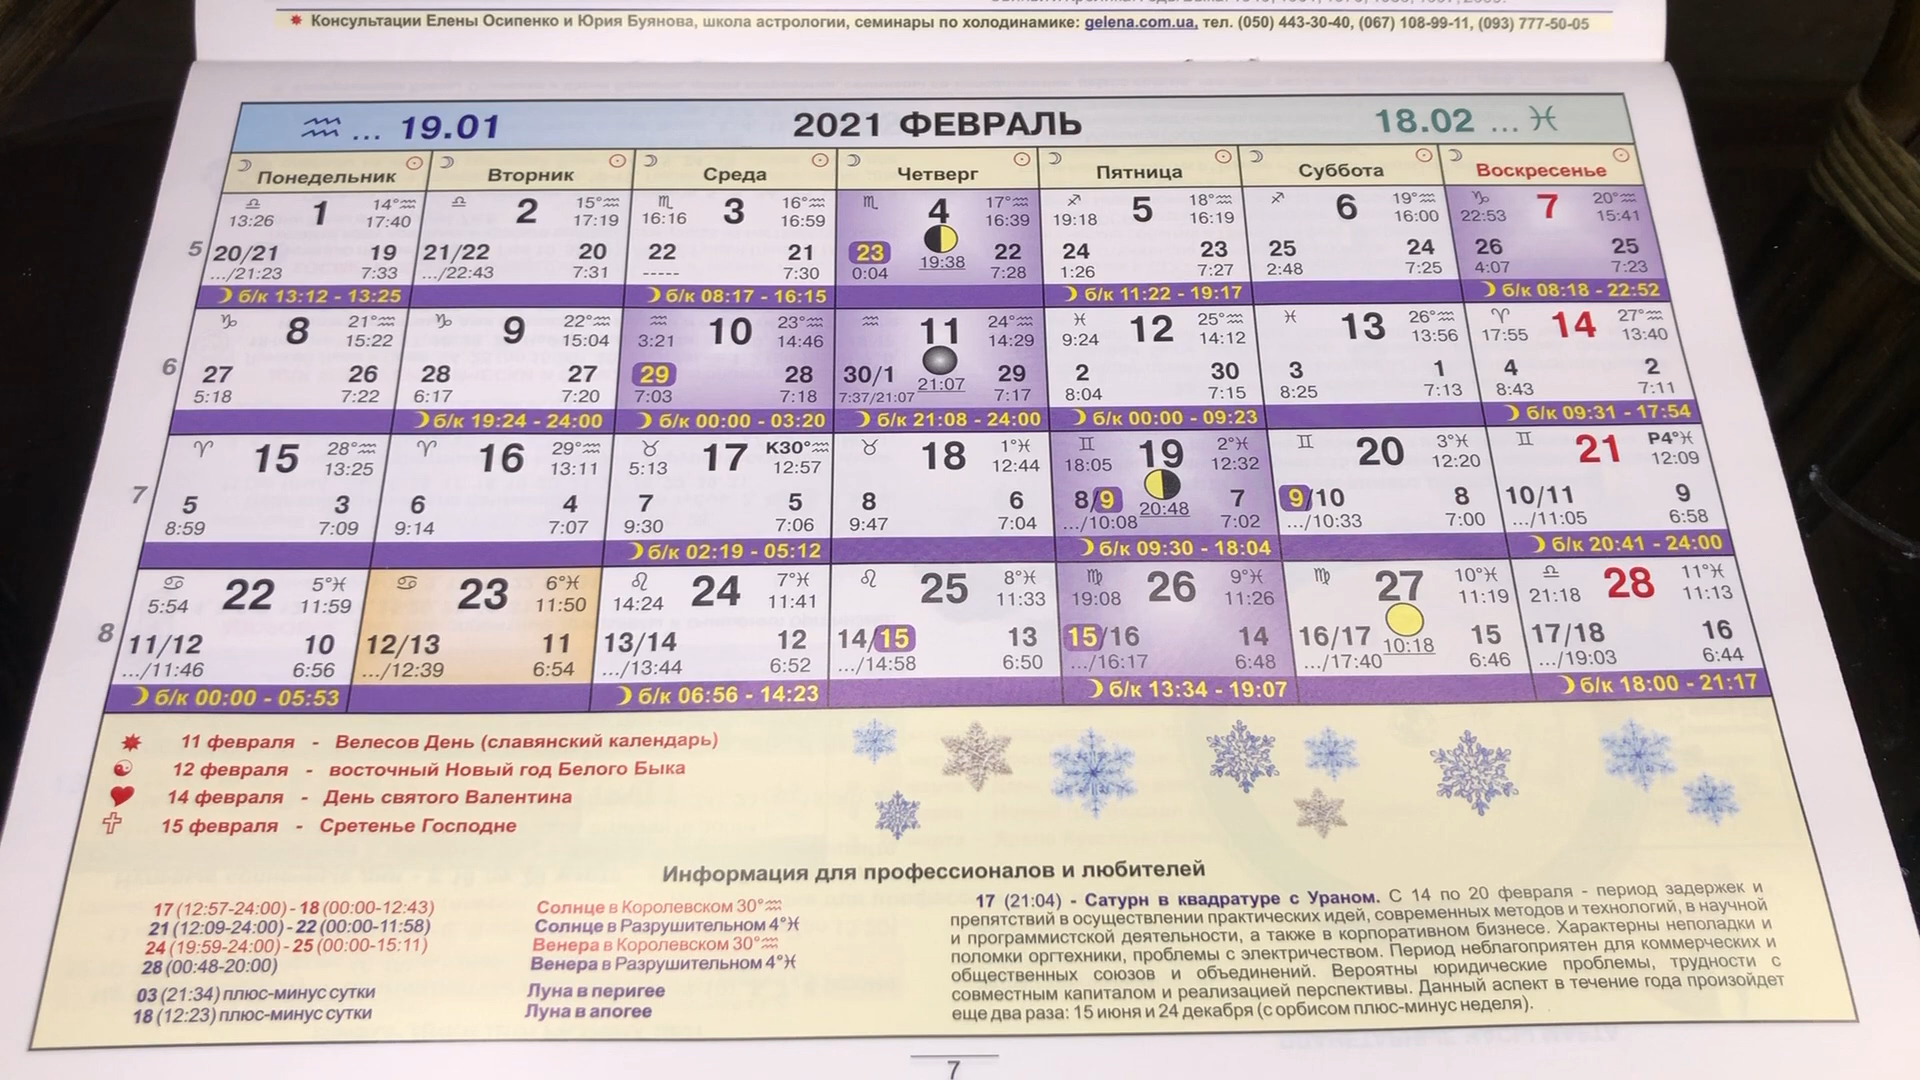 ✷ Консультации Елены Осипенко и Юрия Буянова, школа астрологии, семинары по холодинамике: gelena.com.ua, тел. (050) 443-30-40, (067) 108-99-11, (093) 777-50-05
♒ ... 19.01 2021 ФЕВРАЛЬ 18.02 ... ♓
☽ Понедельник ☉ ☽ Вторник ☉ ☽ Среда ☉ ☽ Четверг ☉ ☽ Пятница ☉ ☽ Суббота ☉ ☽ Воскресенье ☉
♎ 1 14°♒ ♎ 2 15°♒ ♏ 3 16°♒ ♏ 4 17°♒ ♐ 5 18°♒ ♐ 6 19°♒ ♑ 7 20°♒
13:26 17:40 17:19 16:16 16:59 16:39 19:18 16:19 16:00 22:53 15:41
5 20/21 19 21/22 20 22 21 23 19:38 22 24 23 25 24 26 25
.../21:23 7:33 .../22:43 7:31 ----- 7:30 0:04 7:28 1:26 7:27 2:48 7:25 4:07 7:23
☽ б/к 13:12 - 13:25 ☽ б/к 08:17 - 16:15 ☽ б/к 11:22 - 19:17 ☽ б/к 08:18 - 22:52
♑ 8 21°♒ ♑ 9 22°♒ ♒ 10 23°♒ ♒ 11 24°♒ ♓ 12 25°♒ ♓ 13 26°♒ ♈ 14 27°♒
15:22 15:04 3:21 14:46 14:29 9:24 14:12 13:56 17:55 13:40
6 27 26 28 27 29 28 30/1 21:07 29 2 30 3 1 4 2
5:18 7:22 6:17 7:20 7:03 7:18 7:37/21:07 7:17 8:04 7:15 8:25 7:13 8:43 7:11
☽ б/к 19:24 - 24:00 ☽ б/к 00:00 - 03:20 ☽ б/к 21:08 - 24:00 ☽ б/к 00:00 - 09:23 ☽ б/к 09:31 - 17:54
♈ 15 28°♒ ♈ 16 29°♒ ♉ 17 К30°♒ ♉ 18 1°♓ ♊ 19 2°♓ ♊ 20 3°♓ ♊ 21 Р4°♓
13:25 13:11 5:13 12:57 12:44 18:05 12:32 12:20 12:09
7 5 3 6 4 7 5 8 6 8/9 20:48 7 9/10 8 10/11 9
8:59 7:09 9:14 7:07 9:30 7:06 9:47 7:04 .../10:08 7:02 .../10:33 7:00 .../11:05 6:58
☽ б/к 02:19 - 05:12 ☽ б/к 09:30 - 18:04 ☽ б/к 20:41 - 24:00
♋ 22 5°♓ ♋ 23 6°♓ ♌ 24 7°♓ ♌ 25 8°♓ ♍ 26 9°♓ ♍ 27 10°♓ ♎ 28 11°♓
5:54 11:59 11:50 14:24 11:41 11:33 19:08 11:26 11:19 21:18 11:13
8 11/12 10 12/13 11 13/14 12 14/15 13 15/16 14 16/17 10:18 15 17/18 16
.../11:46 6:56 .../12:39 6:54 .../13:44 6:52 .../14:58 6:50 .../16:17 6:48 .../17:40 6:46 .../19:03 6:44
☽ б/к 00:00 - 05:53 ☽ б/к 06:56 - 14:23 ☽ б/к 13:34 - 19:07 ☽ б/к 18:00 - 21:17
11 февраля - Велесов День (славянский календарь)
12 февраля - восточный Новый год Белого Быка
14 февраля - День святого Валентина
15 февраля - Сретенье Господне
Информация для профессионалов и любителей
17 (12:57-24:00) - 18 (00:00-12:43) Солнце в Королевском 30°♒
21 (12:09-24:00) - 22 (00:00-11:58) Солнце в Разрушительном 4°♓
24 (19:59-24:00) - 25 (00:00-15:11) Венера в Королевском 30°♒
28 (00:48-20:00) Венера в Разрушительном 4°♓
03 (21:34) плюс-минус сутки Луна в перигее
18 (12:23) плюс-минус сутки Луна в апогее
17 (21:04) - Сатурн в квадратуре с Ураном. С 14 по 20 февраля - период задержек и
препятствий в осуществлении практических идей, современных методов и технологий, в научной
и программистской деятельности, а также в корпоративном бизнесе. Характерны неполадки и
поломки оргтехники, проблемы с электричеством. Период неблагоприятен для коммерческих и
общественных союзов и объединений. Вероятны юридические проблемы, трудности с
совместным капиталом и реализацией перспективы. Данный аспект в течение года произойдет
еще два раза: 15 июня и 24 декабря (с орбисом плюс-минус неделя).
7